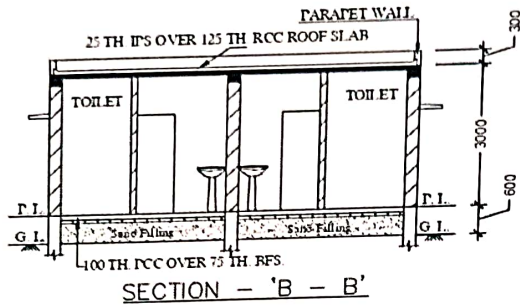 PARAPET WALL
25 TH IPS OVER 125 TH RCC ROOF SLAB
300
TOILET
TOILET
3000
P.L.
P.L.
600
G.L.
G.L.
Sand Filling
Sand Filling
100 TH. PCC OVER 75 TH. BFS.
SECTION - 'B - B'